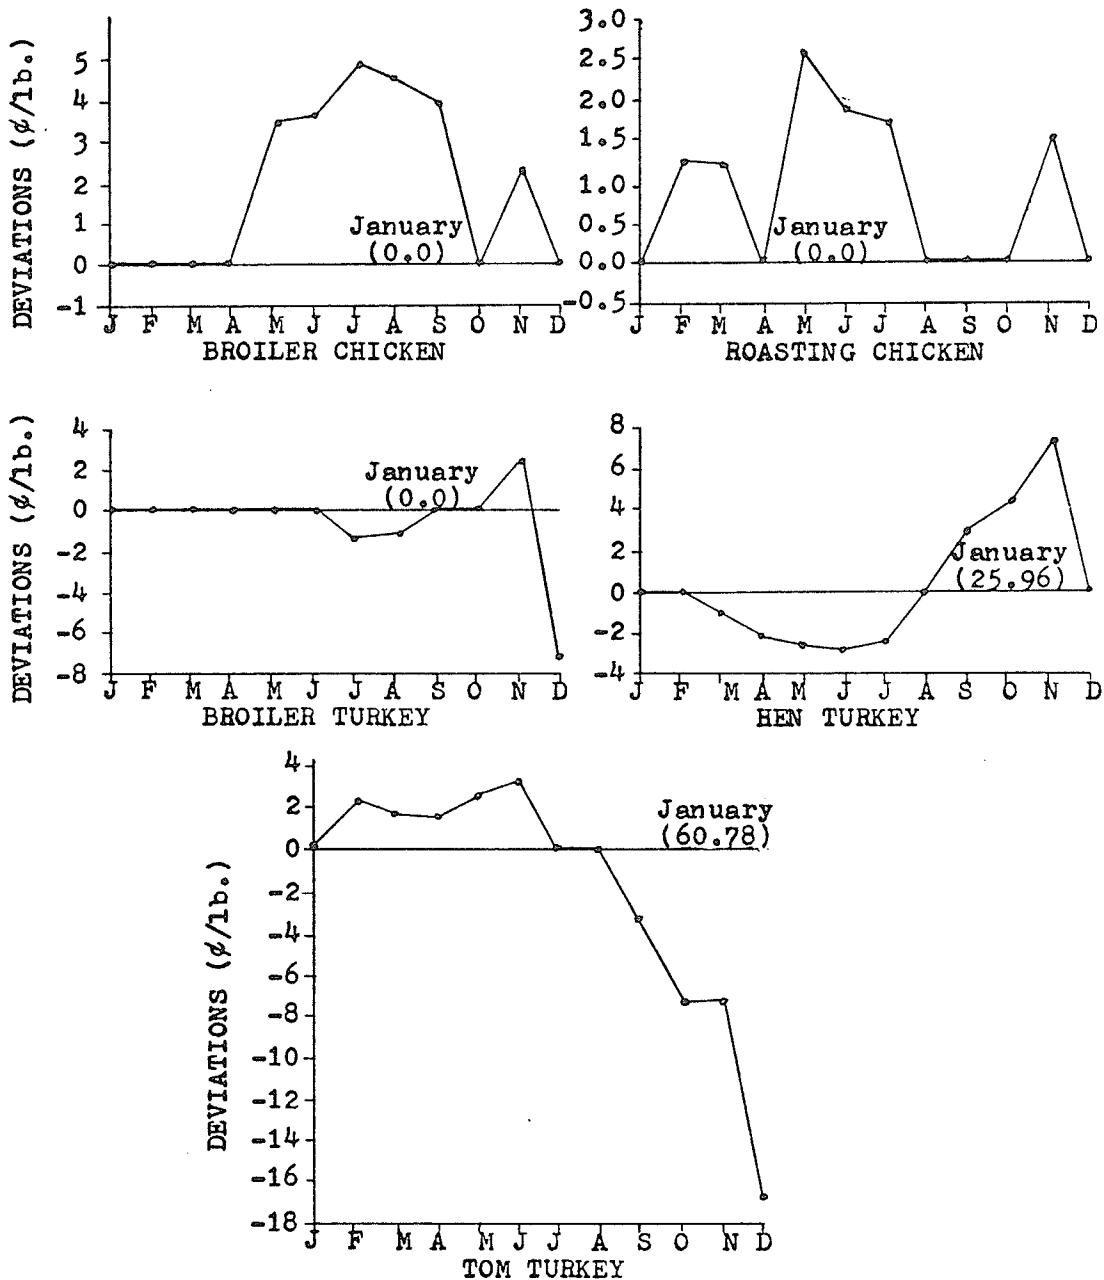 DEVIATIONS (¢/lb.)
5
4
3
2
1
0
-1
January
(0.0)
J F M A M J J A S O N D
BROILER CHICKEN
3.0
2.5
2.0
1.5
1.0
0.5
0.0
-0.5
January
(0.0)
J F M A M J J A S O N D
ROASTING CHICKEN
DEVIATIONS (¢/lb.)
4
2
0
-2
-4
-6
-8
January
(0.0)
J F M A M J J A S O N D
BROILER TURKEY
8
6
4
2
0
-2
-4
January
(25.96)
J F M A M J J A S O N D
HEN TURKEY
DEVIATIONS (¢/lb.)
4
2
0
-2
-4
-6
-8
-10
-12
-14
-16
-18
January
(60.78)
J F M A M J J A S O N D
TOM TURKEY